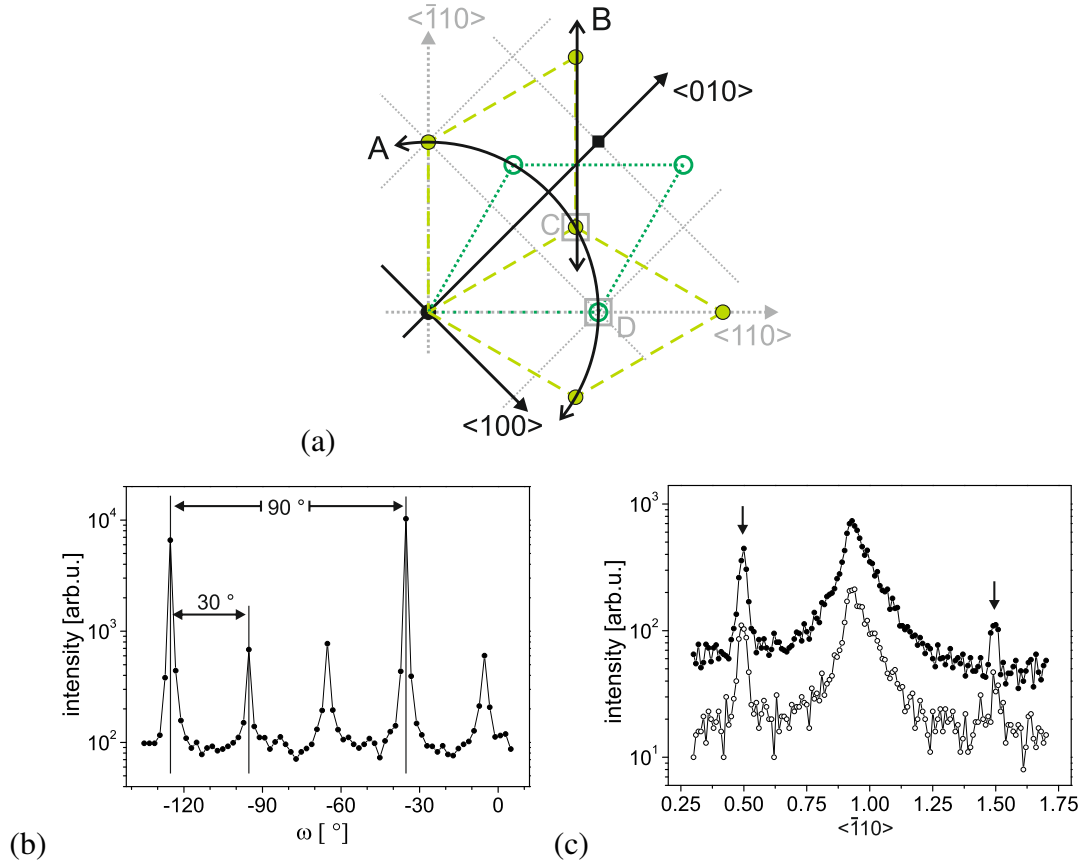 <1̄10>
B
<010>
A
C
D
<110>
<100>
(a)
90 °
30 °
10⁴
10³
10²
intensity [arb.u.]
-120 -90 -60 -30 0
ω [ °]
(b)
10³
10²
10¹
intensity [arb.u.]
0.25 0.50 0.75 1.00 1.25 1.50 1.75
<1̄10>
(c)